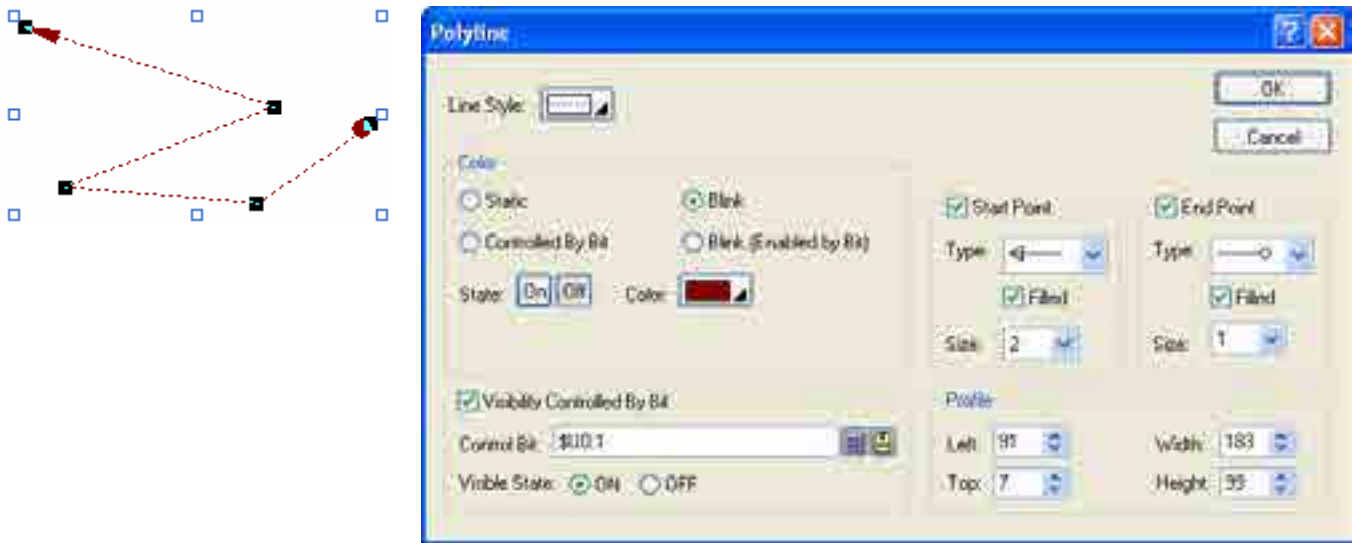 Polyline
Line Style:
OK
Cancel
Color
Static
Blink
Controlled By Bit
Blink (Enabled by Bit)
State: On Off Color:
Start Point
Type:
Filled
Size: 2
End Point
Type:
Filled
Size: 1
Visibility Controlled By Bit
Control Bit: $U0.1
Visible State: ON OFF
Profile
Left: 91 Width: 183
Top: 7 Height: 99